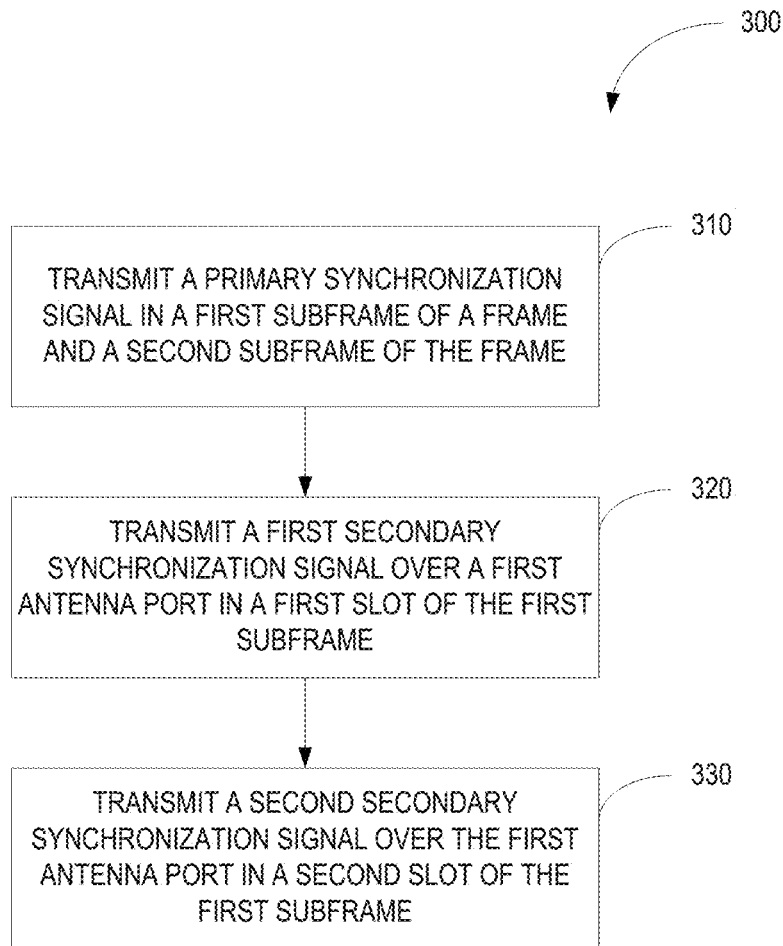 300
310
TRANSMIT A PRIMARY SYNCHRONIZATION
SIGNAL IN A FIRST SUBFRAME OF A FRAME
AND A SECOND SUBFRAME OF THE FRAME
320
TRANSMIT A FIRST SECONDARY
SYNCHRONIZATION SIGNAL OVER A FIRST
ANTENNA PORT IN A FIRST SLOT OF THE FIRST
SUBFRAME
330
TRANSMIT A SECOND SECONDARY
SYNCHRONIZATION SIGNAL OVER THE FIRST
ANTENNA PORT IN A SECOND SLOT OF THE
FIRST SUBFRAME